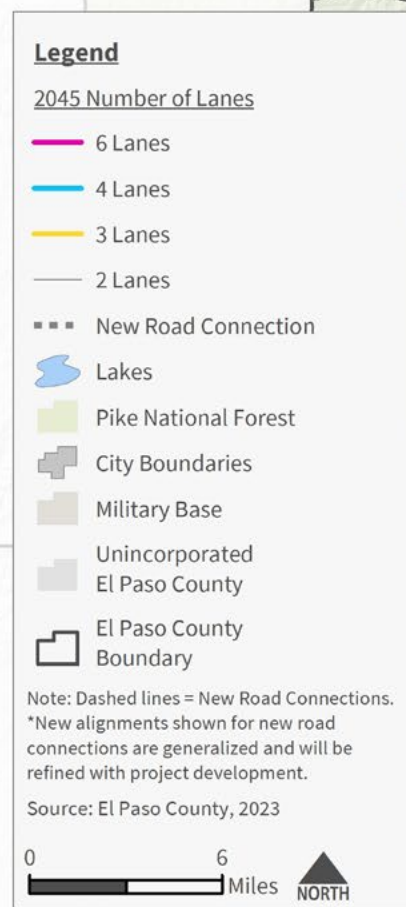 Legend
2045 Number of Lanes
6 Lanes
4 Lanes
3 Lanes
2 Lanes
New Road Connection
Lakes
Pike National Forest
City Boundaries
Military Base
Unincorporated
El Paso County
El Paso County
Boundary
Note: Dashed lines = New Road Connections.
*New alignments shown for new road
connections are generalized and will be
refined with project development.
Source: El Paso County, 2023
0 6
Miles
NORTH